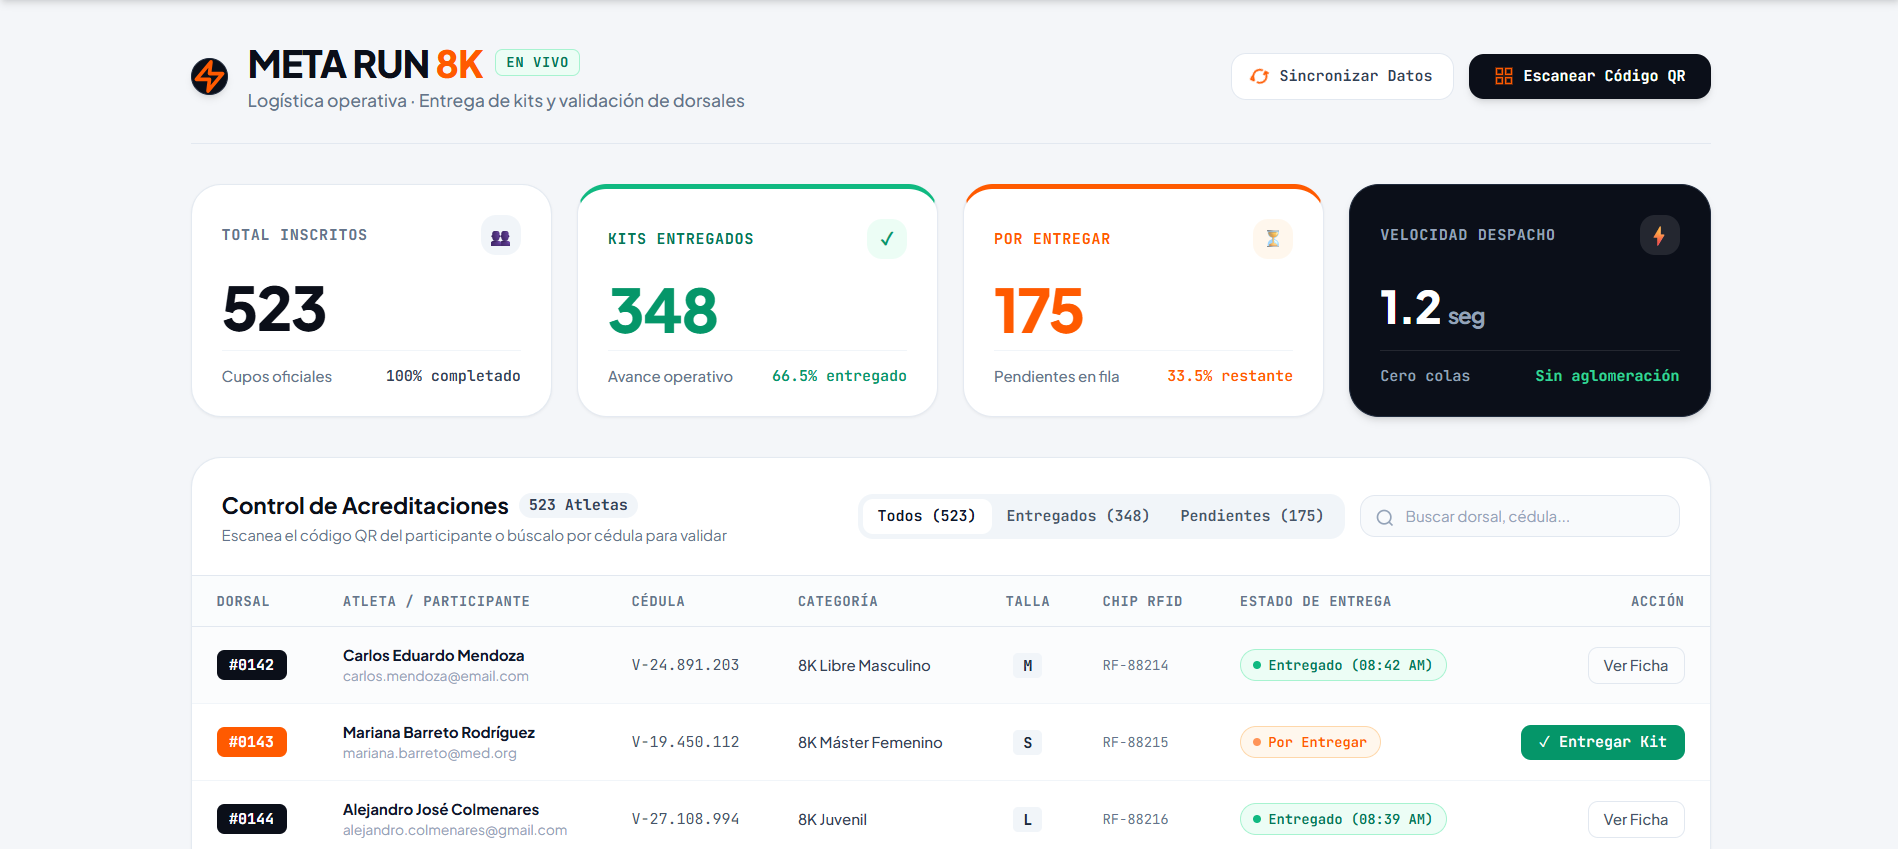 META RUN 8K EN VIVO
Logística operativa · Entrega de kits y validación de dorsales
Sincronizar Datos
Escanear Código QR
TOTAL INSCRITOS
523
Cupos oficiales 100% completado
KITS ENTREGADOS
348
Avance operativo 66.5% entregado
POR ENTREGAR
175
Pendientes en fila 33.5% restante
VELOCIDAD DESPACHO
1.2 seg
Cero colas Sin aglomeración
Control de Acreditaciones 523 Atletas
Escanea el código QR del participante o búscalo por cédula para validar
Todos (523) Entregados (348) Pendientes (175)
Buscar dorsal, cédula...
DORSAL ATLETA / PARTICIPANTE CÉDULA CATEGORÍA TALLA CHIP RFID ESTADO DE ENTREGA ACCIÓN
#0142 Carlos Eduardo Mendoza V-24.891.203 8K Libre Masculino M RF-88214 Entregado (08:42 AM) Ver Ficha
carlos.mendoza@email.com
#0143 Mariana Barreto Rodríguez V-19.450.112 8K Máster Femenino S RF-88215 Por Entregar ✓ Entregar Kit
mariana.barreto@med.org
#0144 Alejandro José Colmenares V-27.108.994 8K Juvenil L RF-88216 Entregado (08:39 AM) Ver Ficha
alejandro.colmenares@gmail.com